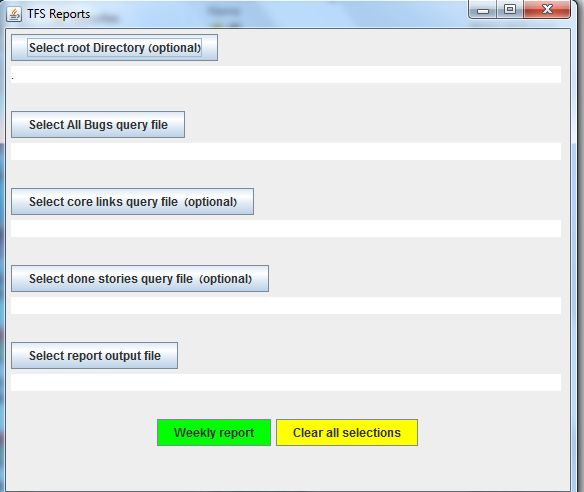 TFS Reports
Select root Directory (optional)
.
Select All Bugs query file
Select core links query file (optional)
Select done stories query file (optional)
Select report output file
Weekly report
Clear all selections